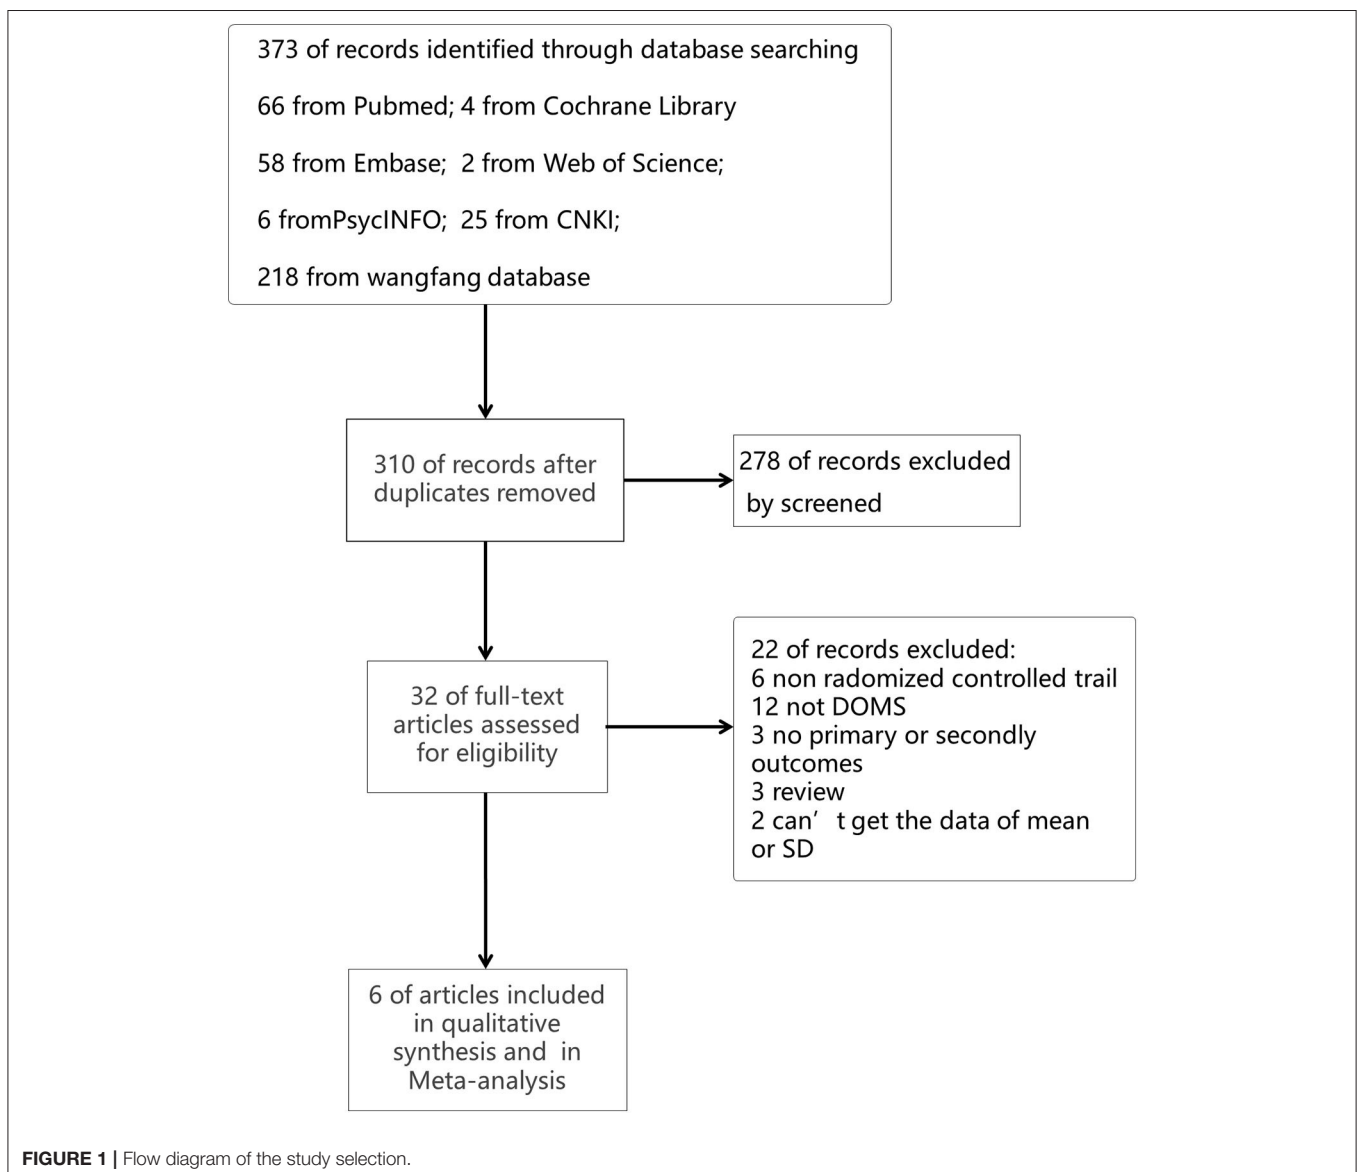 373 of records identified through database searching
66 from Pubmed; 4 from Cochrane Library
58 from Embase; 2 from Web of Science;
6 fromPsycINFO; 25 from CNKI;
218 from wangfang database
310 of records after
duplicates removed
278 of records excluded
by screened
32 of full-text
articles assessed
for eligibility
22 of records excluded:
6 non radomized controlled trail
12 not DOMS
3 no primary or secondly
outcomes
3 review
2 can’ t get the data of mean
or SD
6 of articles included
in qualitative
synthesis and in
Meta-analysis
FIGURE 1 | Flow diagram of the study selection.